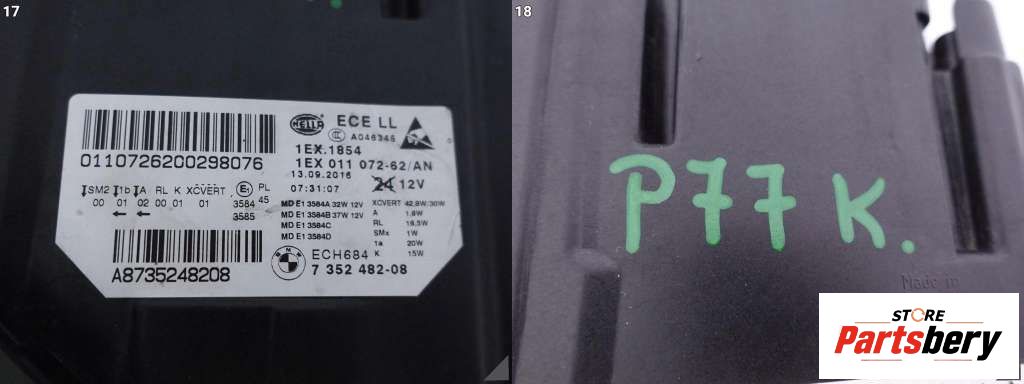 17
HELLA
ECE LL
A046345
0110726200298076
1EX.1854
1EX 011 072-62/AN
13.09.2016
07:31:07
24 12V
SM2 1b A RL K XCVERT E1 PL
00 01 02 00 01 01 3584 45
3585
MD E1 3584A 32W 12V
MD E1 3584B 37W 12V
MD E1 3584C
MD E1 3584D
XCVERT 42,8W/30W
A 1,8W
RL 19,5W
SMx 1W
1a 20W
K 15W
A8735248208
BMW
ECH684
7 352 482-08
18
P77 K.
Made in
STORE
Partsbery